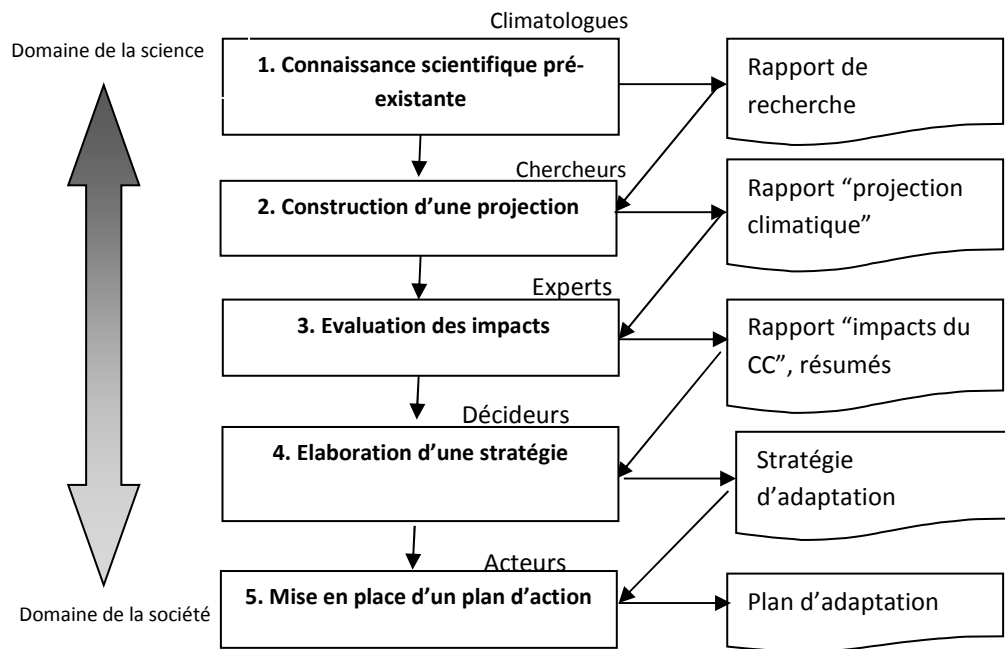 Climatologues
Domaine de la science
1. Connaissance scientifique pré-
existante
Rapport de
recherche
Chercheurs
2. Construction d’une projection
Rapport “projection
climatique”
Experts
3. Evaluation des impacts
Rapport “impacts du
CC”, résumés
Décideurs
4. Elaboration d’une stratégie
Stratégie
d’adaptation
Acteurs
5. Mise en place d’un plan d’action
Plan d’adaptation
Domaine de la société